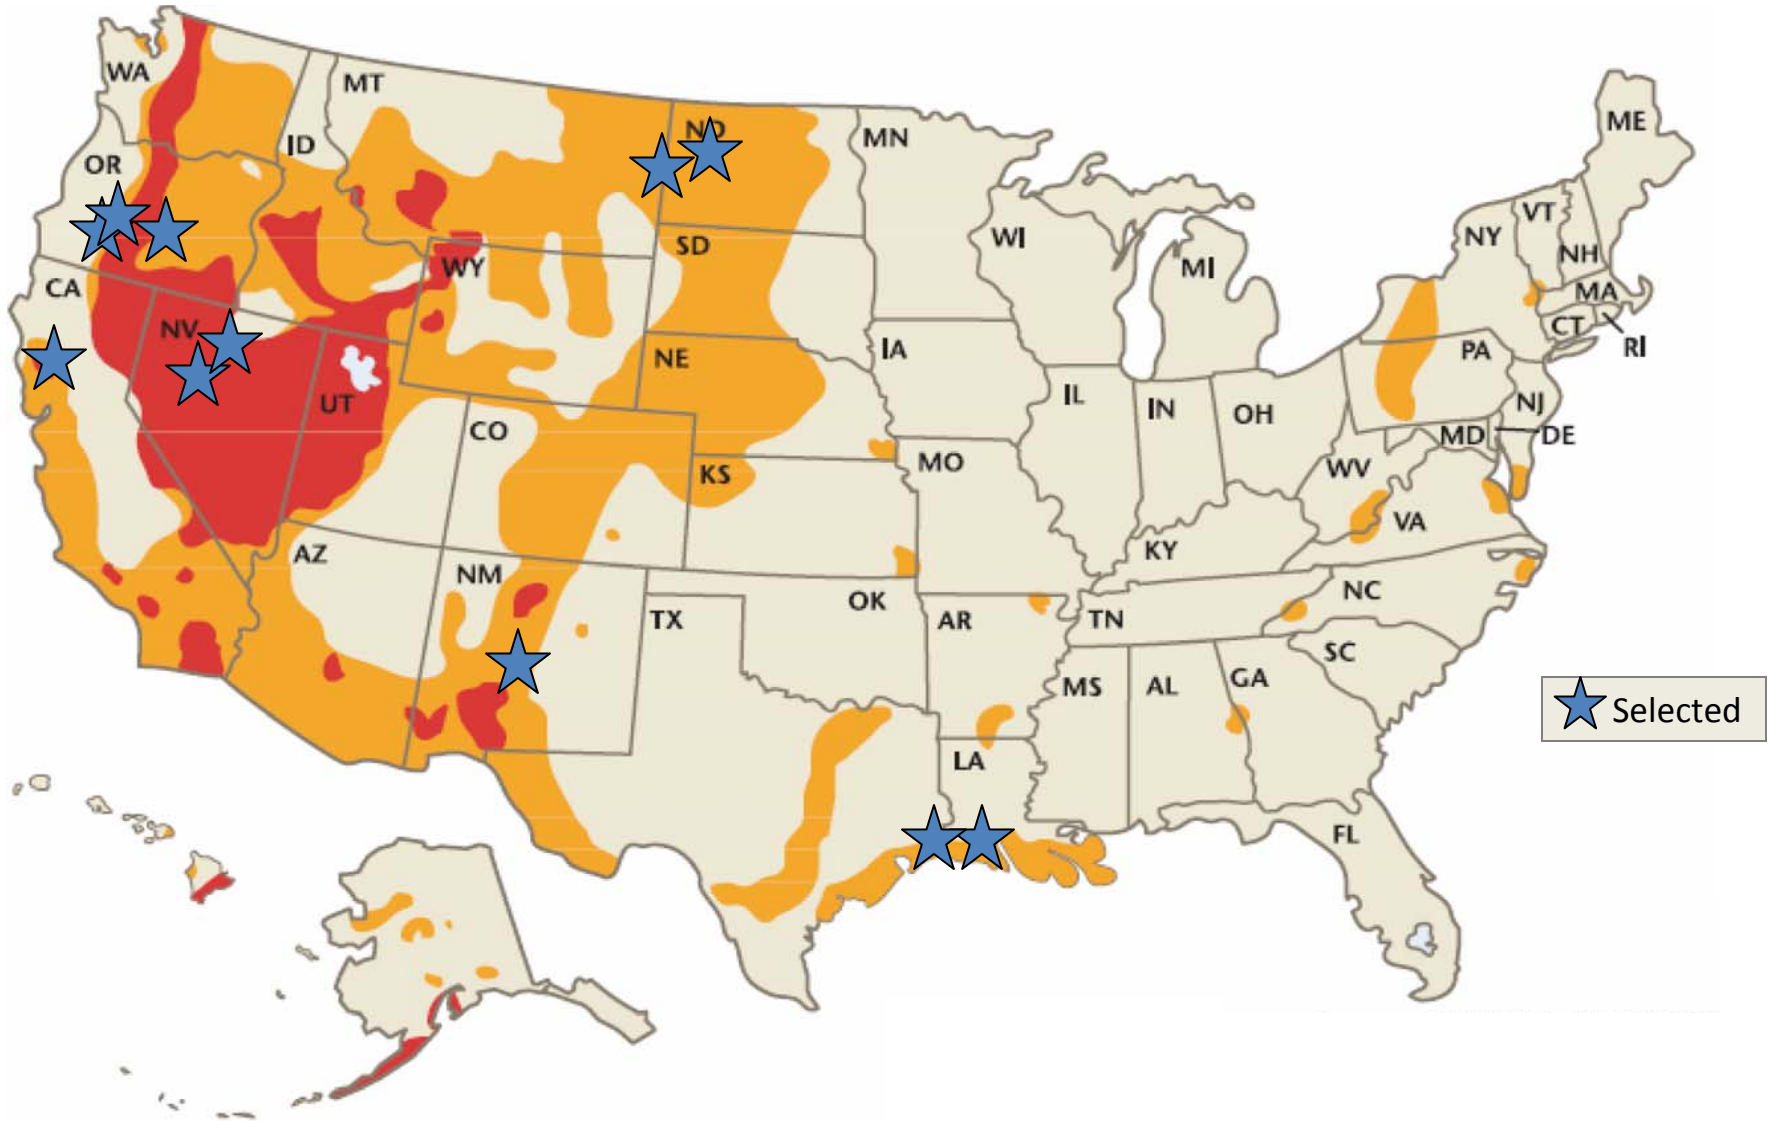 WA
MT
ID
OR
ND
MN
ME
VT
NY
NH
WI
MI
SD
WY
CA
MA
CT
RI
NV
NE
IA
PA
UT
IL
IN
OH
NJ
CO
MD
DE
KS
MO
WV
VA
AZ
NM
KY
OK
TX
AR
TN
NC
SC
MS
AL
GA
LA
FL
Selected